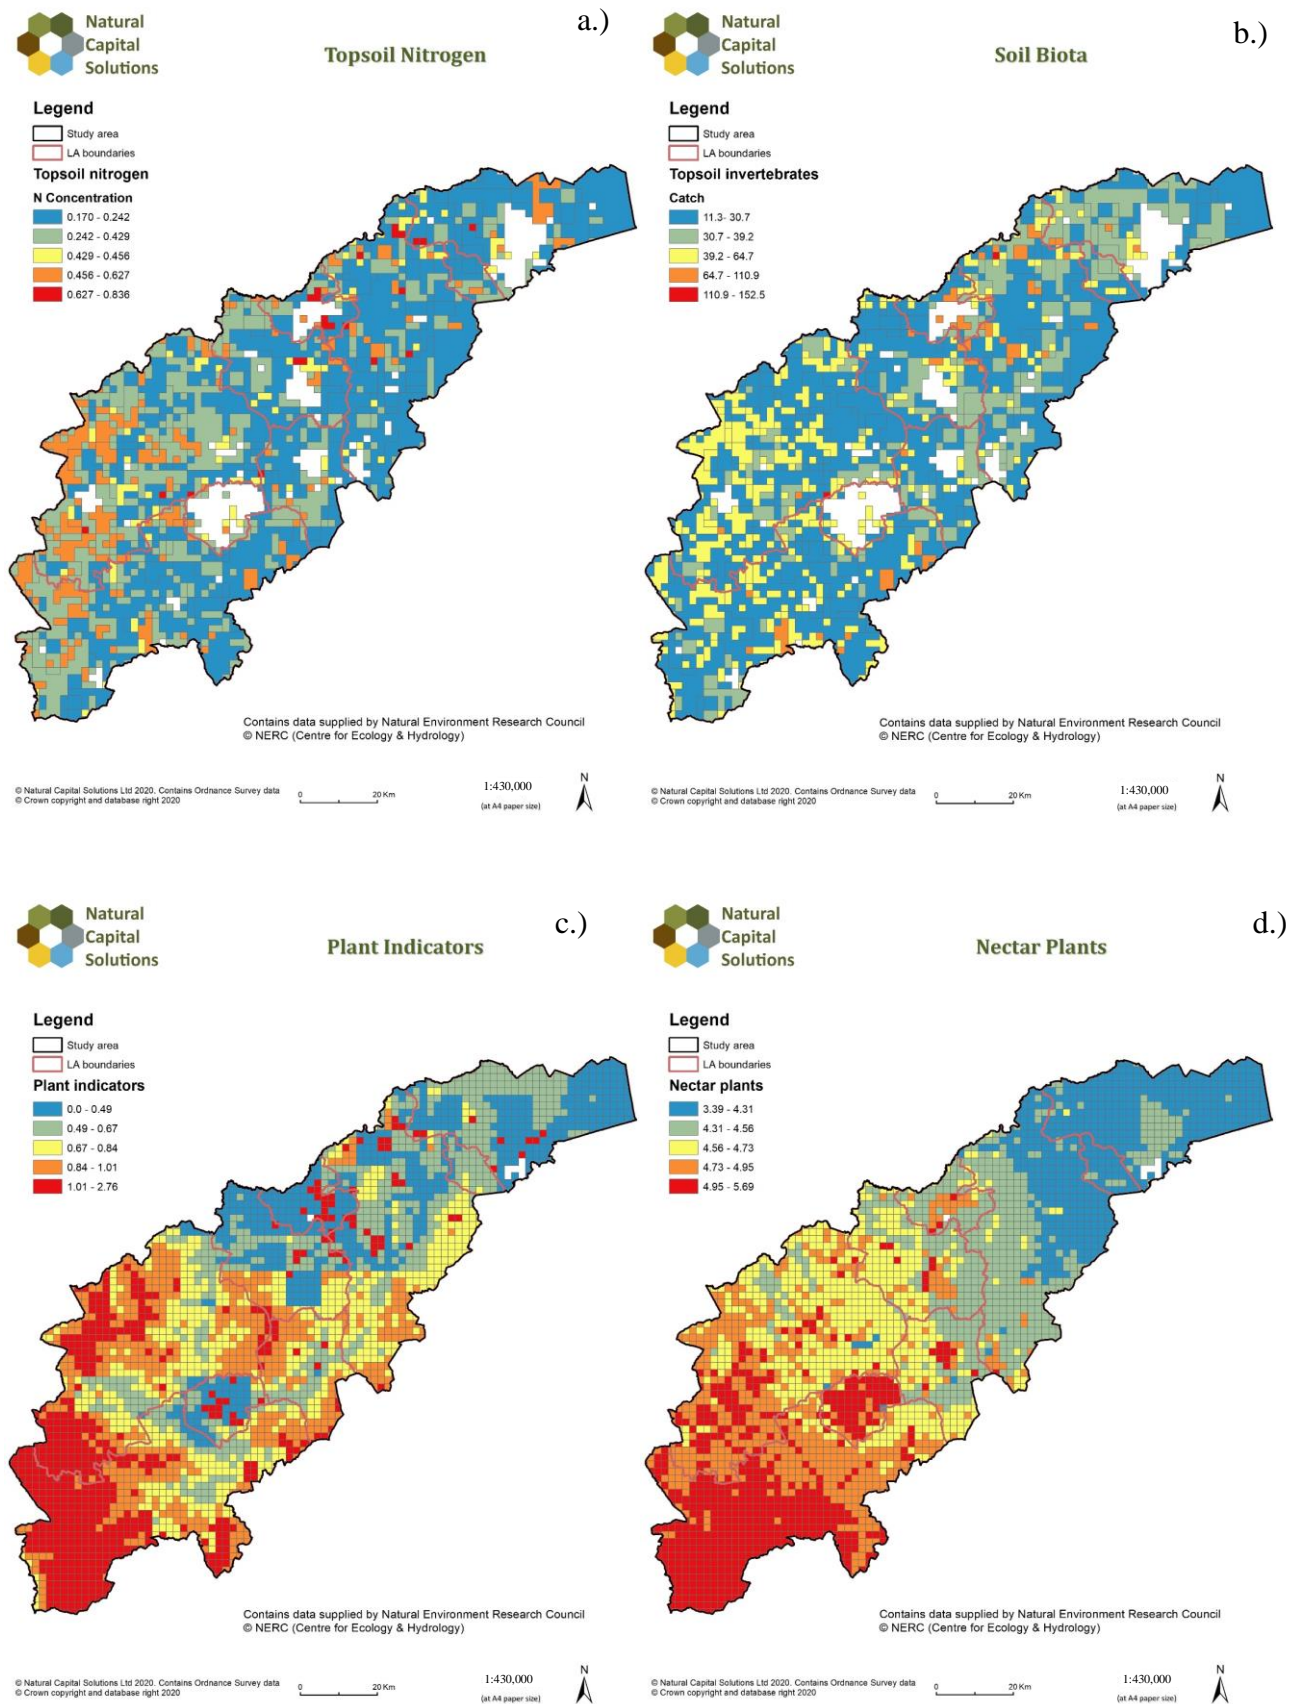 Natural
Capital
Solutions
a.)
Topsoil Nitrogen
Legend
Study area
LA boundaries
Topsoil nitrogen
N Concentration
0.170 - 0.242
0.242 - 0.429
0.429 - 0.456
0.456 - 0.627
0.627 - 0.836
Contains data supplied by Natural Environment Research Council
© NERC (Centre for Ecology & Hydrology)
© Natural Capital Solutions Ltd 2020. Contains Ordnance Survey data
© Crown copyright and database right 2020
0 20 Km
1:430,000
(at A4 paper size)
N
Natural
Capital
Solutions
b.)
Soil Biota
Legend
Study area
LA boundaries
Topsoil invertebrates
Catch
11.3- 30.7
30.7 - 39.2
39.2 - 64.7
64.7 - 110.9
110.9 - 152.5
Contains data supplied by Natural Environment Research Council
© NERC (Centre for Ecology & Hydrology)
© Natural Capital Solutions Ltd 2020. Contains Ordnance Survey data
© Crown copyright and database right 2020
0 20 Km
1:430,000
(at A4 paper size)
N
Natural
Capital
Solutions
c.)
Plant Indicators
Legend
Study area
LA boundaries
Plant indicators
0.0 - 0.49
0.49 - 0.67
0.67 - 0.84
0.84 - 1.01
1.01 - 2.76
Contains data supplied by Natural Environment Research Council
© NERC (Centre for Ecology & Hydrology)
© Natural Capital Solutions Ltd 2020. Contains Ordnance Survey data
© Crown copyright and database right 2020
0 20 Km
1:430,000
(at A4 paper size)
N
Natural
Capital
Solutions
d.)
Nectar Plants
Legend
Study area
LA boundaries
Nectar plants
3.39 - 4.31
4.31 - 4.56
4.56 - 4.73
4.73 - 4.95
4.95 - 5.69
Contains data supplied by Natural Environment Research Council
© NERC (Centre for Ecology & Hydrology)
© Natural Capital Solutions Ltd 2020. Contains Ordnance Survey data
© Crown copyright and database right 2020
0 20 Km
1:430,000
(at A4 paper size)
N